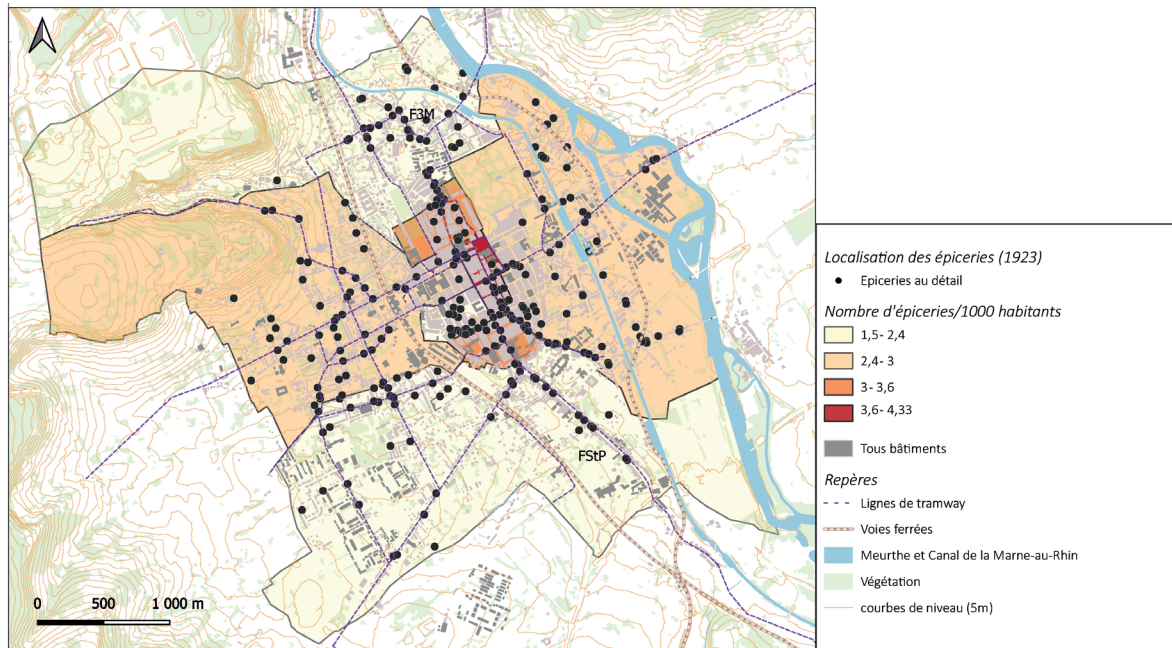 F3M
FStP
0 500 1 000 m
Localisation des épiceries (1923)
Epiceries au détail
Nombre d'épiceries/1000 habitants
1,5- 2,4
2,4- 3
3- 3,6
3,6- 4,33
Tous bâtiments
Repères
Lignes de tramway
Voies ferrées
Meurthe et Canal de la Marne-au-Rhin
Végétation
courbes de niveau (5m)